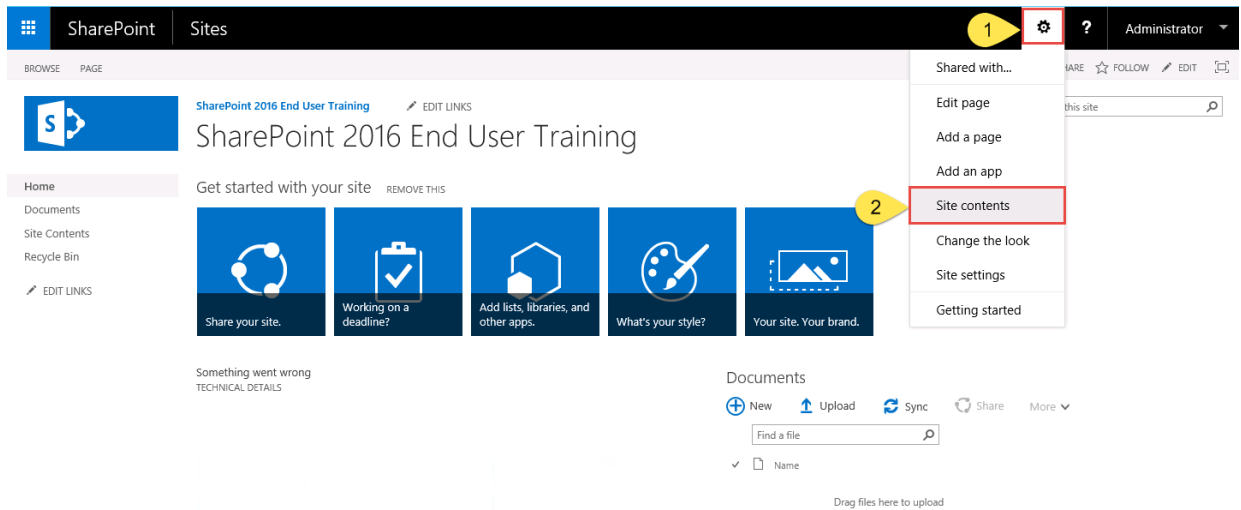 SharePoint Sites 1 ? Administrator
BROWSE PAGE
Shared with...
FOLLOW EDIT
SharePoint 2016 End User Training EDIT LINKS
Edit page
this site
S
SharePoint 2016 End User Training
Add a page
Add an app
Home
Get started with your site REMOVE THIS
Documents
2 Site contents
Site Contents
Change the look
Recycle Bin
Site settings
EDIT LINKS
Getting started
Share your site.
Working on a
deadline?
Add lists, libraries, and
other apps.
What's your style?
Your site. Your brand.
Something went wrong
TECHNICAL DETAILS
Documents
New Upload Sync Share More
Find a file
Name
Drag files here to upload